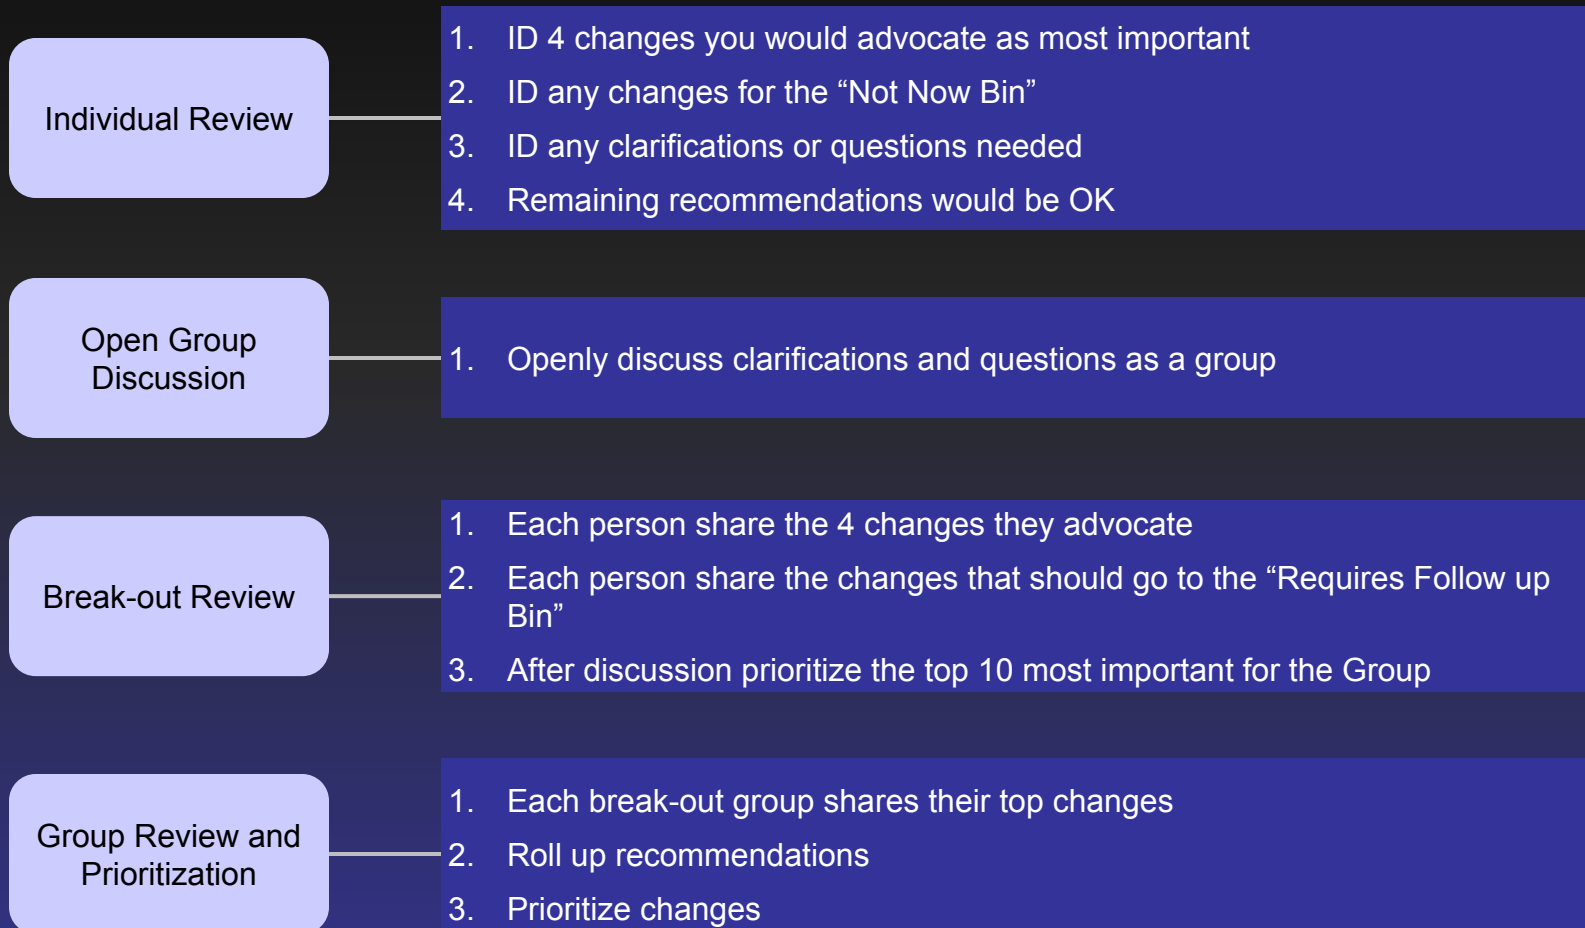 Individual Review
1. ID 4 changes you would advocate as most important
2. ID any changes for the “Not Now Bin”
3. ID any clarifications or questions needed
4. Remaining recommendations would be OK
Open Group
Discussion
1. Openly discuss clarifications and questions as a group
Break-out Review
1. Each person share the 4 changes they advocate
2. Each person share the changes that should go to the “Requires Follow up
Bin”
3. After discussion prioritize the top 10 most important for the Group
Group Review and
Prioritization
1. Each break-out group shares their top changes
2. Roll up recommendations
3. Prioritize changes